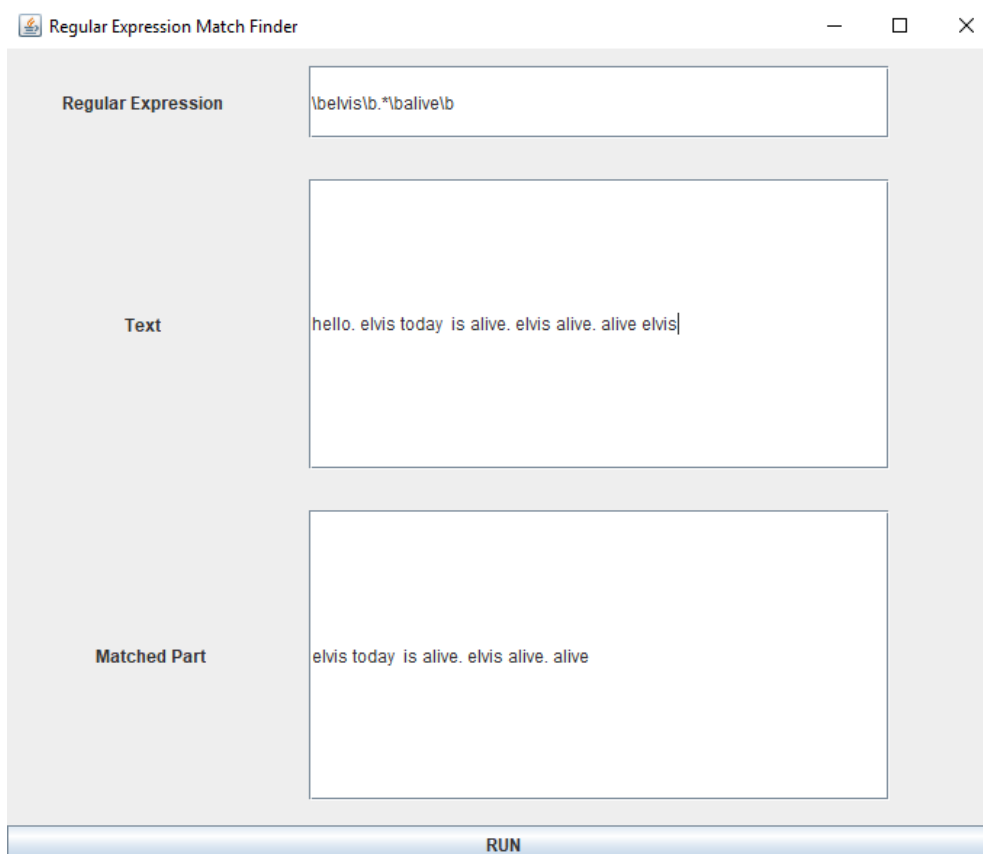 Regular Expression Match Finder
Regular Expression
\belvis\b.*\balive\b
Text
hello. elvis today  is alive. elvis alive. alive elvis
Matched Part
elvis today  is alive. elvis alive. alive
RUN